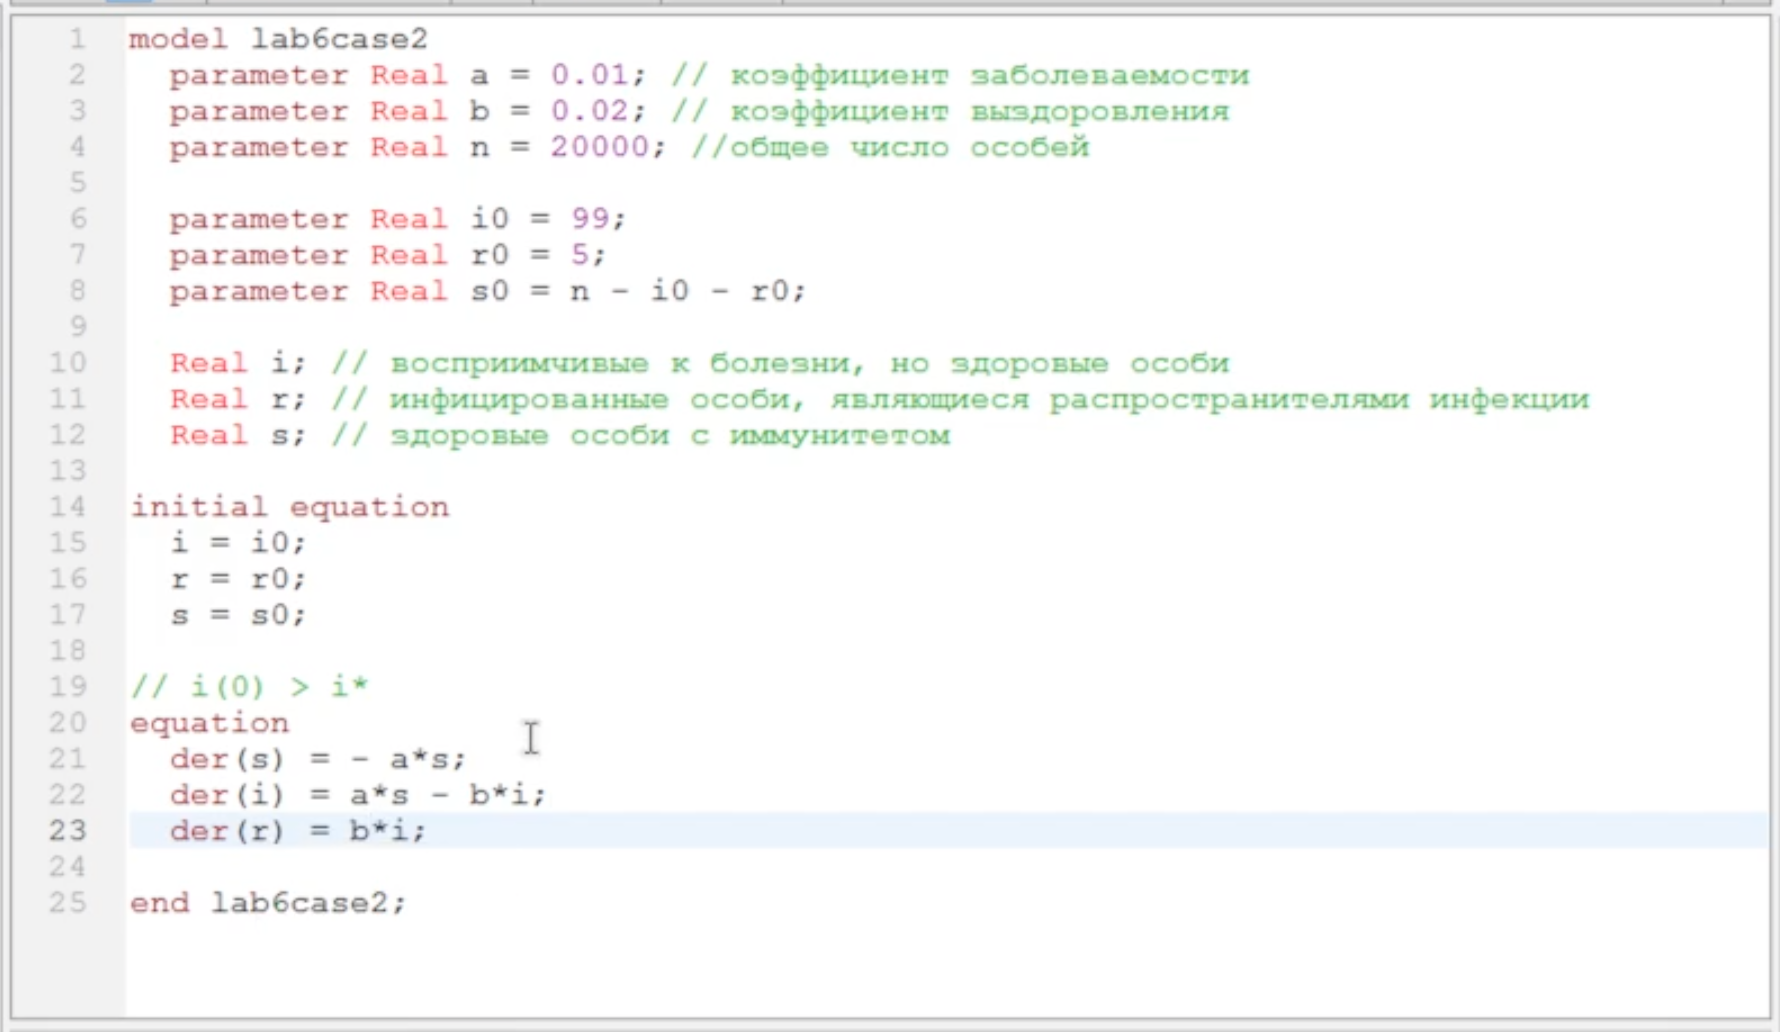 1 model lab6case2
2 parameter Real a = 0.01; // коэффициент заболеваемости
3 parameter Real b = 0.02; // коэффициент выздоровления
4 parameter Real n = 20000; //общее число особей
5
6 parameter Real i0 = 99;
7 parameter Real r0 = 5;
8 parameter Real s0 = n - i0 - r0;
9
10 Real i; // восприимчивые к болезни, но здоровые особи
11 Real r; // инфицированные особи, являющиеся распространителями инфекции
12 Real s; // здоровые особи с иммунитетом
13
14 initial equation
15 i = i0;
16 r = r0;
17 s = s0;
18
19 // i(0) > i*
20 equation
21 der(s) = - a*s;
22 der(i) = a*s - b*i;
23 der(r) = b*i;
24
25 end lab6case2;